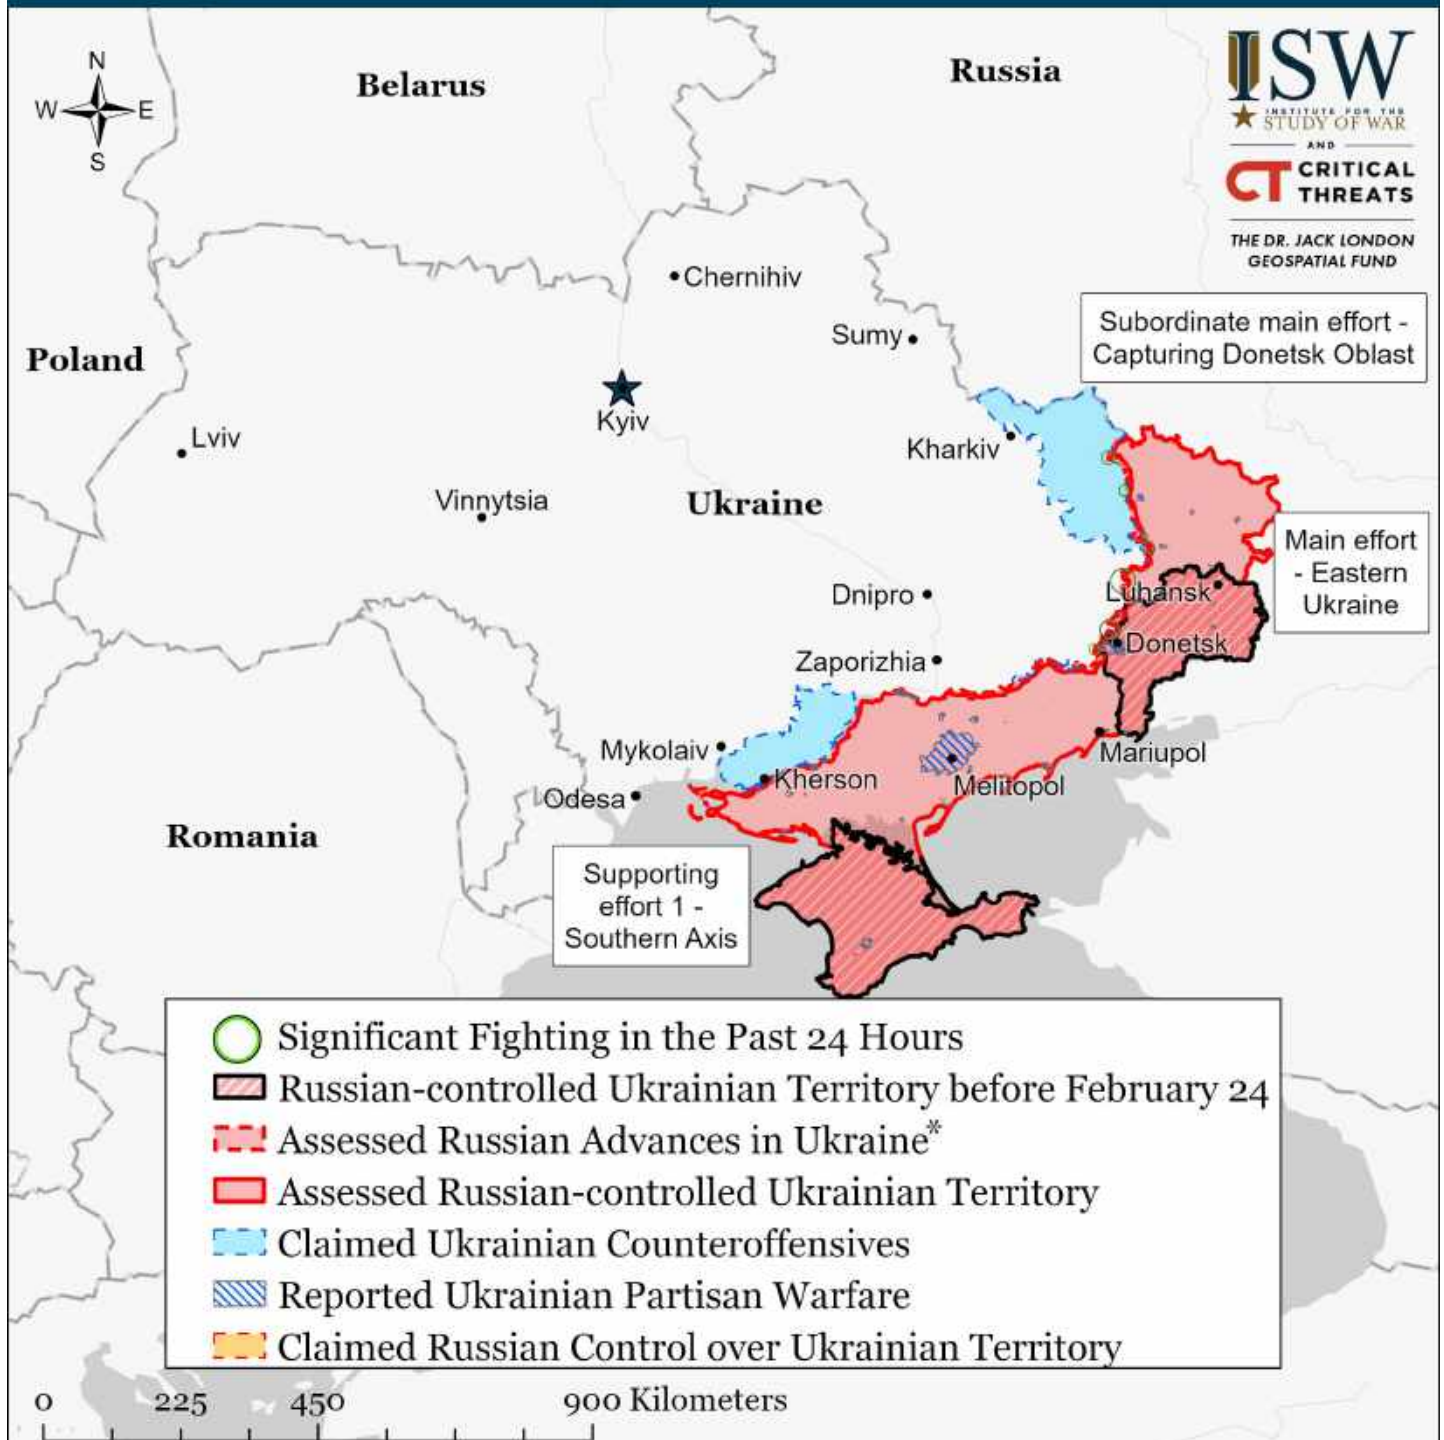 N
W E
S
Belarus
Russia
ISW
INSTITUTE FOR THE
STUDY OF WAR
AND
CT CRITICAL
THREATS
THE DR. JACK LONDON
GEOSPATIAL FUND
Chernihiv
Subordinate main effort -
Capturing Donetsk Oblast
Sumy
Poland
Kyiv
Lviv
Kharkiv
Vinnytsia
Ukraine
Main effort
- Eastern
Ukraine
Dnipro
Luhansk
Donetsk
Zaporizhia
Mykolaiv
Mariupol
Kherson
Melitopol
Odesa
Romania
Supporting
effort 1 -
Southern Axis
Significant Fighting in the Past 24 Hours
Russian-controlled Ukrainian Territory before February 24
Assessed Russian Advances in Ukraine*
Assessed Russian-controlled Ukrainian Territory
Claimed Ukrainian Counteroffensives
Reported Ukrainian Partisan Warfare
Claimed Russian Control over Ukrainian Territory
0 225 450 900 Kilometers